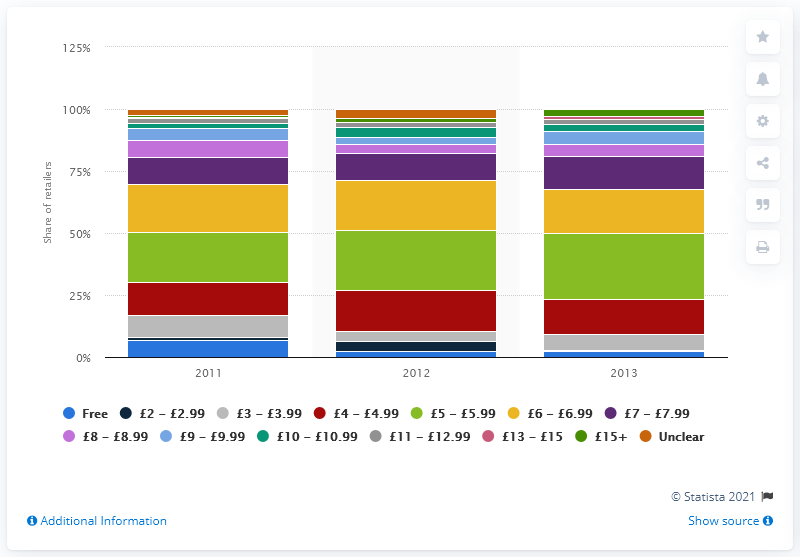 125%
100%
75%
50%
25%
0%
Share of retailers
2011 2012 2013
Free £2 – £2.99 £3 – £3.99 £4 – £4.99 £5 – £5.99 £6 – £6.99 £7 – £7.99
£8 – £8.99 £9 – £9.99 £10 – £10.99 £11 – £12.99 £13 – £15 £15+ Unclear
© Statista 2021
Additional Information Show source